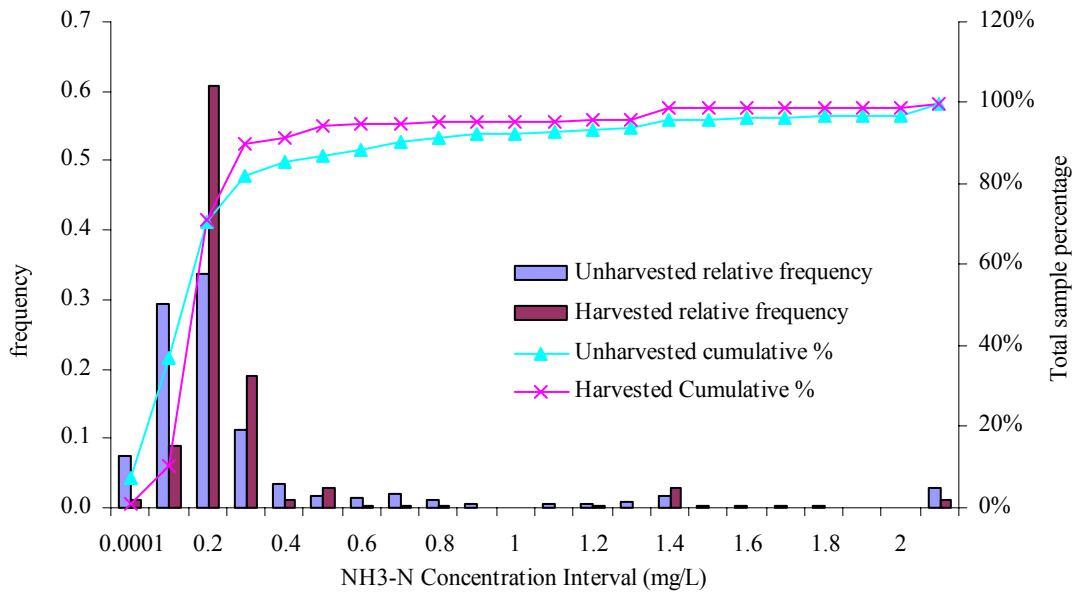 0.7
0.6
0.5
0.4
0.3
0.2
0.1
0.0
frequency
120%
100%
80%
60%
40%
20%
0%
Total sample percentage
Unharvested relative frequency
Harvested relative frequency
Unharvested cumulative %
Harvested Cumulative %
0.0001 0.2 0.4 0.6 0.8 1 1.2 1.4 1.6 1.8 2
NH3-N Concentration Interval (mg/L)